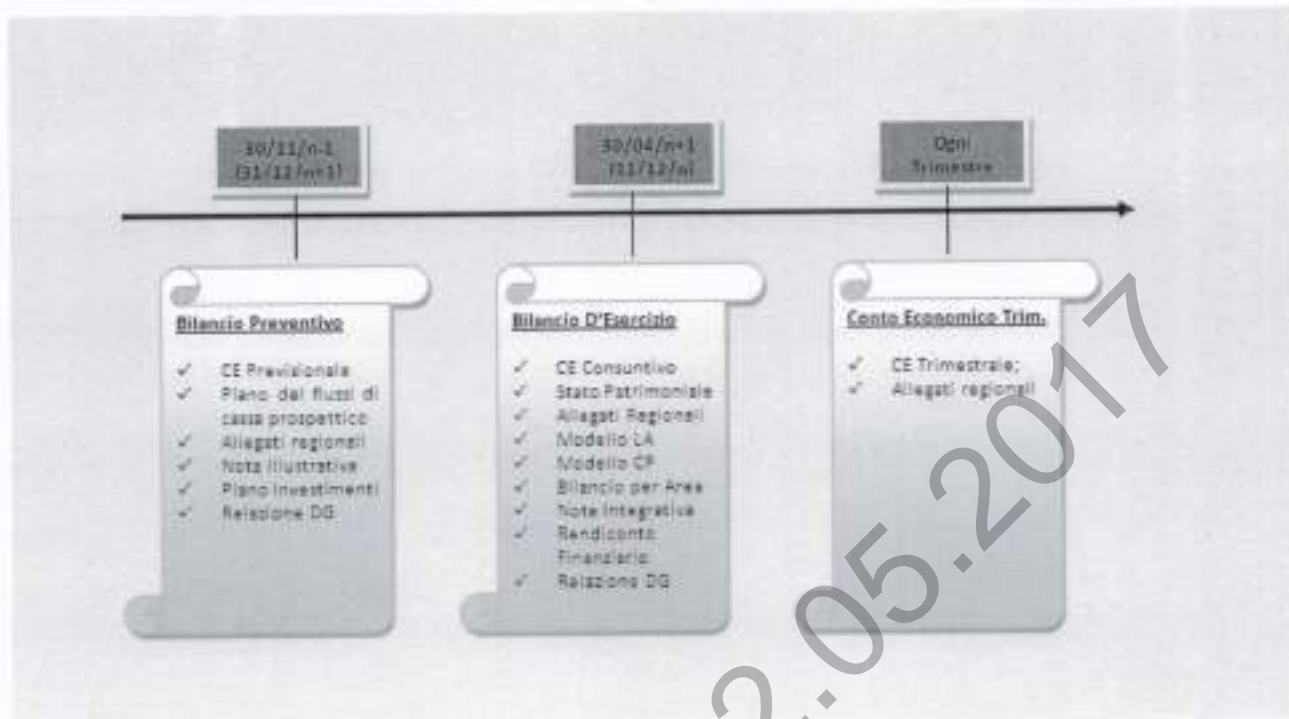 30/11/n-1
(31/12/n+1)
30/04/n+1
(31/12/n)
Ogni
Trimestre
Bilancio Preventivo
✓ CE Previsionale
✓ Piano dei flussi di
cassa prospettico
✓ Allegati regionali
✓ Nota Illustrativa
✓ Piano Investimenti
✓ Relazione DG
Bilancio D'Esercizio
✓ CE Consuntivo
✓ Stato Patrimoniale
✓ Allegati Regionali
✓ Modello LA
✓ Modello CP
✓ Bilancio per Area
✓ Nota Integrativa
✓ Rendiconto
Finanziario
✓ Relazione DG
Conto Economico Trim.
✓ CE Trimestrale;
✓ Allegati regionali
2.05.2017